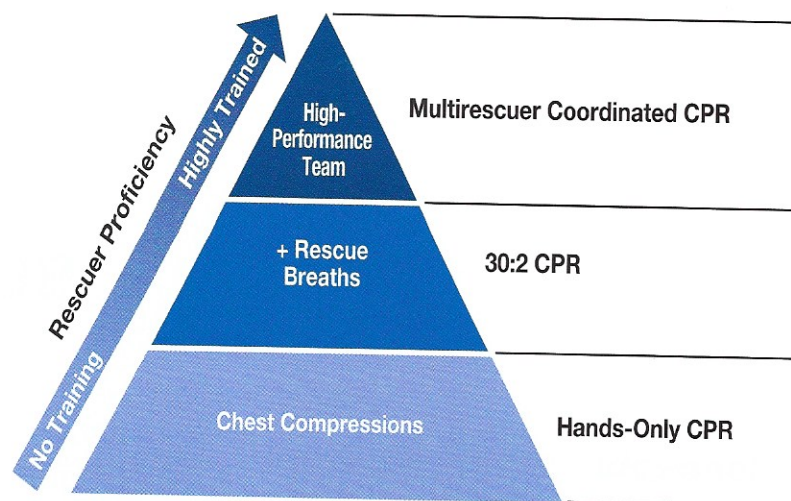 High-
Performance
Team
Multirescuer Coordinated CPR
+ Rescue
Breaths
30:2 CPR
Chest Compressions
Hands-Only CPR
Rescuer Proficiency
No Training
Highly Trained